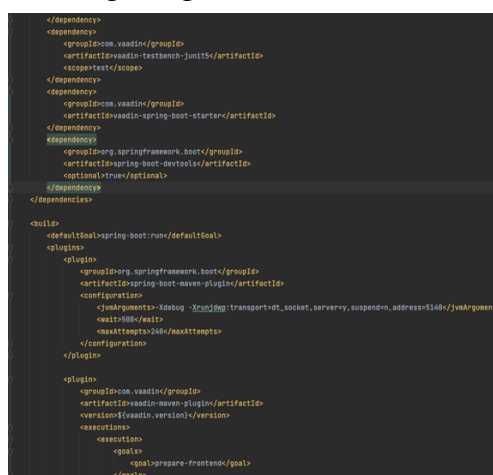 </dependency>
<dependency>
<groupId>com.vaadin</groupId>
<artifactId>vaadin-testbench-junit5</artifactId>
<scope>test</scope>
</dependency>
<dependency>
<groupId>com.vaadin</groupId>
<artifactId>vaadin-spring-boot-starter</artifactId>
</dependency>
<dependency>
<groupId>org.springframework.boot</groupId>
<artifactId>spring-boot-devtools</artifactId>
<optional>true</optional>
</dependency>
</dependencies>
<build>
<defaultGoal>spring-boot:run</defaultGoal>
<plugins>
<plugin>
<groupId>org.springframework.boot</groupId>
<artifactId>spring-boot-maven-plugin</artifactId>
<configuration>
<jvmArguments>-Xdebug -Xrunjdwp:transport=dt_socket,server=y,suspend=n,address=5140</jvmArgumen
<wait>500</wait>
<maxAttempts>240</maxAttempts>
</configuration>
</plugin>
<plugin>
<groupId>com.vaadin</groupId>
<artifactId>vaadin-maven-plugin</artifactId>
<version>${vaadin.version}</version>
<executions>
<execution>
<goals>
<goal>prepare-frontend</goal>